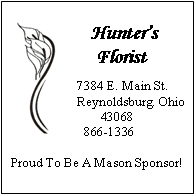 Hunter's
Florist
7384 E. Main St.
Reynoldsburg, Ohio
43068
866-1336
Proud To Be A Mason Sponsor!